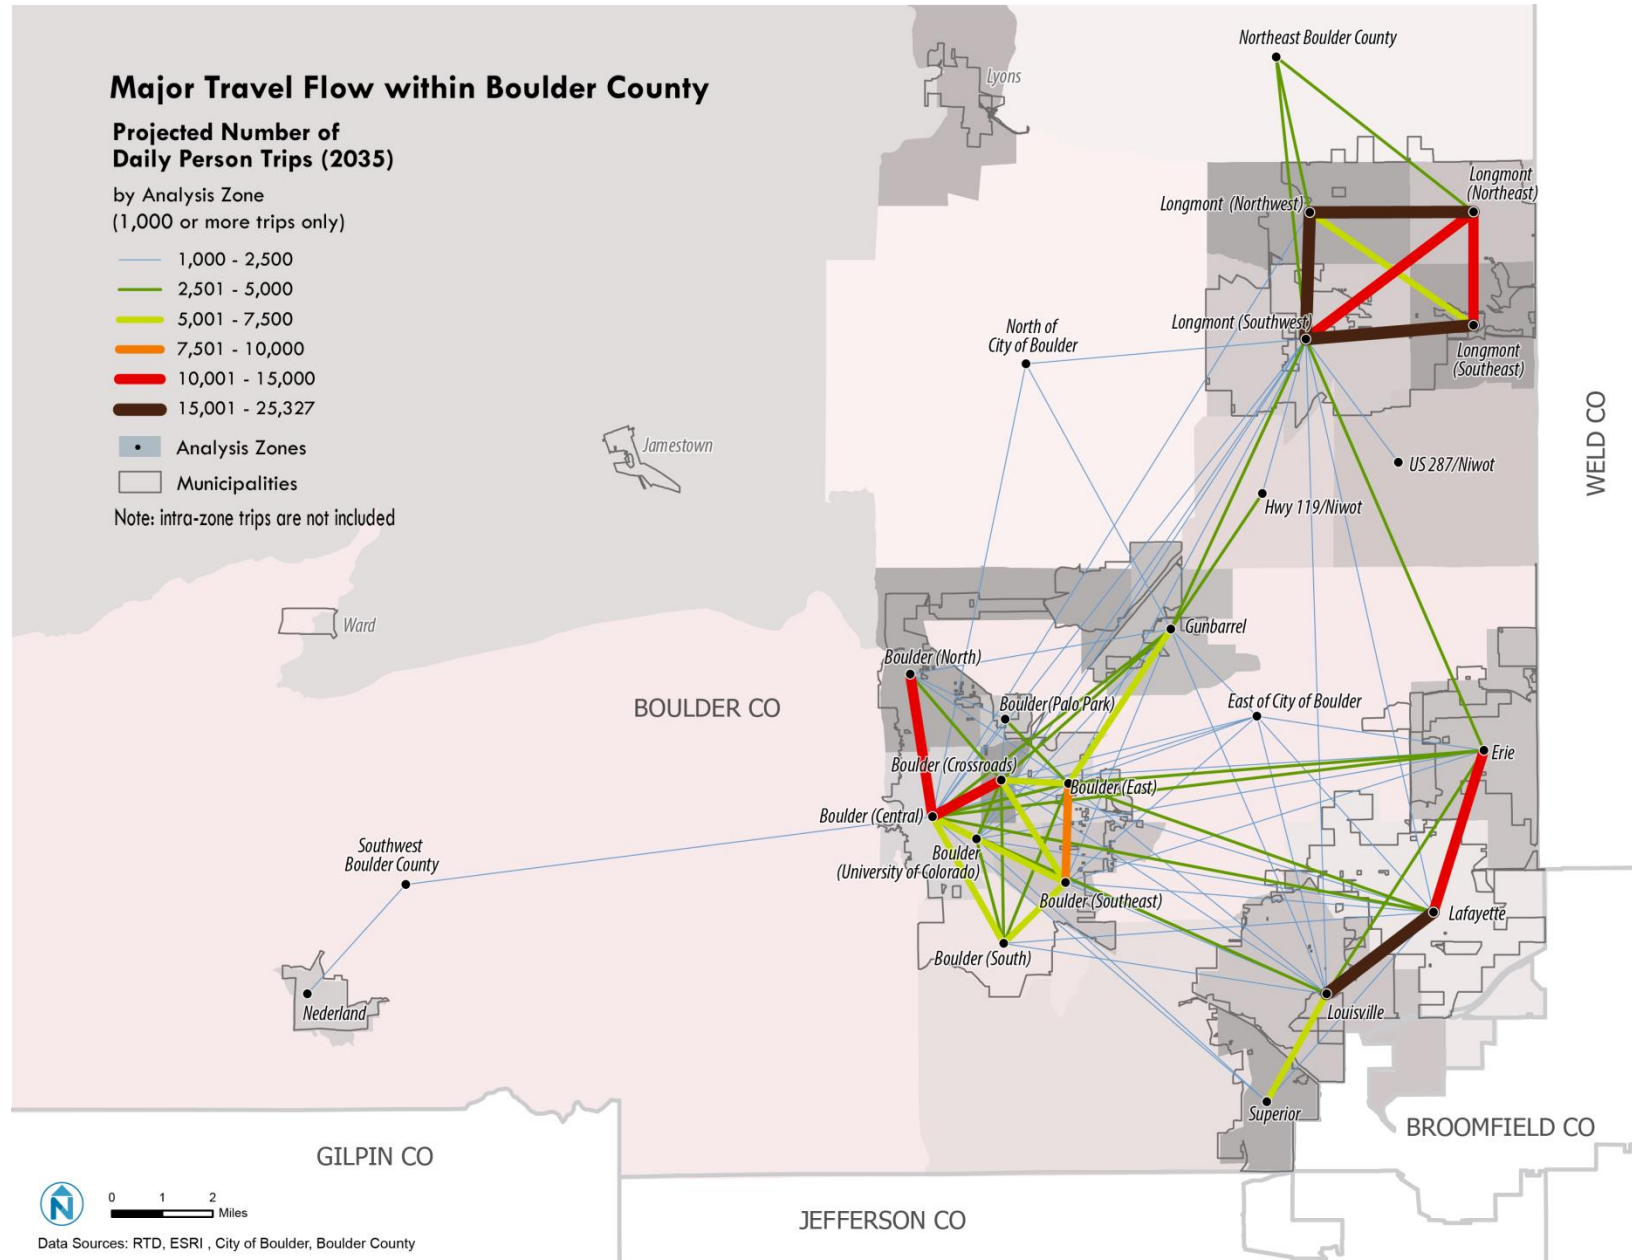 Major Travel Flow within Boulder County
Projected Number of
Daily Person Trips (2035)
by Analysis Zone
(1,000 or more trips only)
1,000 - 2,500
2,501 - 5,000
5,001 - 7,500
7,501 - 10,000
10,001 - 15,000
15,001 - 25,327
Analysis Zones
Municipalities
Note: intra-zone trips are not included
Northeast Boulder County
Lyons
Longmont
(Northeast)
Longmont (Northwest)
Longmont (Southwest)
Longmont
(Southeast)
North of
City of Boulder
WELD CO
Jamestown
US 287/Niwot
Hwy 119/Niwot
Ward
Gunbarrel
Boulder (North)
BOULDER CO
Boulder (Palo Park)
East of City of Boulder
Erie
Boulder (Crossroads)
Boulder (East)
Boulder (Central)
Southwest
Boulder County
Boulder
(University of Colorado)
Boulder (Southeast)
Lafayette
Boulder (South)
Nederland
Louisville
Superior
BROOMFIELD CO
GILPIN CO
JEFFERSON CO
N
0 1 2
Miles
Data Sources: RTD, ESRI , City of Boulder, Boulder County